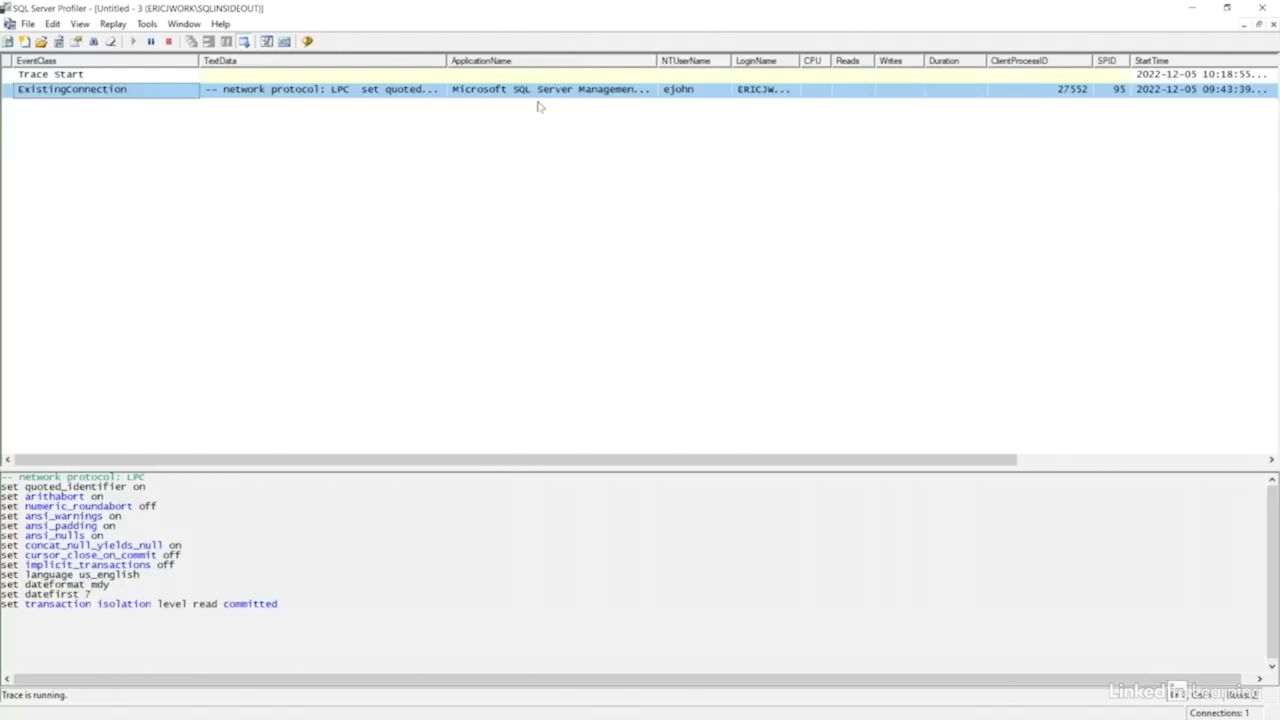 SQL Server Profiler - [Untitled - 3 (ERICJWORK\SQLINSIDEOUT)]
File Edit View Replay Tools Window Help
EventClass TextData ApplicationName NTUserName LoginName CPU Reads Writes Duration ClientProcessID SPID StartTime
Trace Start 2022-12-05 10:18:55...
ExistingConnection -- network protocol: LPC set quoted... Microsoft SQL Server Managemen... ejohn ERICJW... 27552 95 2022-12-05 09:43:39...
-- network protocol: LPC
set quoted_identifier on
set arithabort on
set numeric_roundabort off
set ansi_warnings on
set ansi_padding on
set ansi_nulls on
set concat_null_yields_null on
set cursor_close_on_commit off
set implicit_transactions off
set language us_english
set dateformat mdy
set datefirst 7
set transaction isolation level read committed
Trace is running.
LinkedIn Learning
Connections: 1